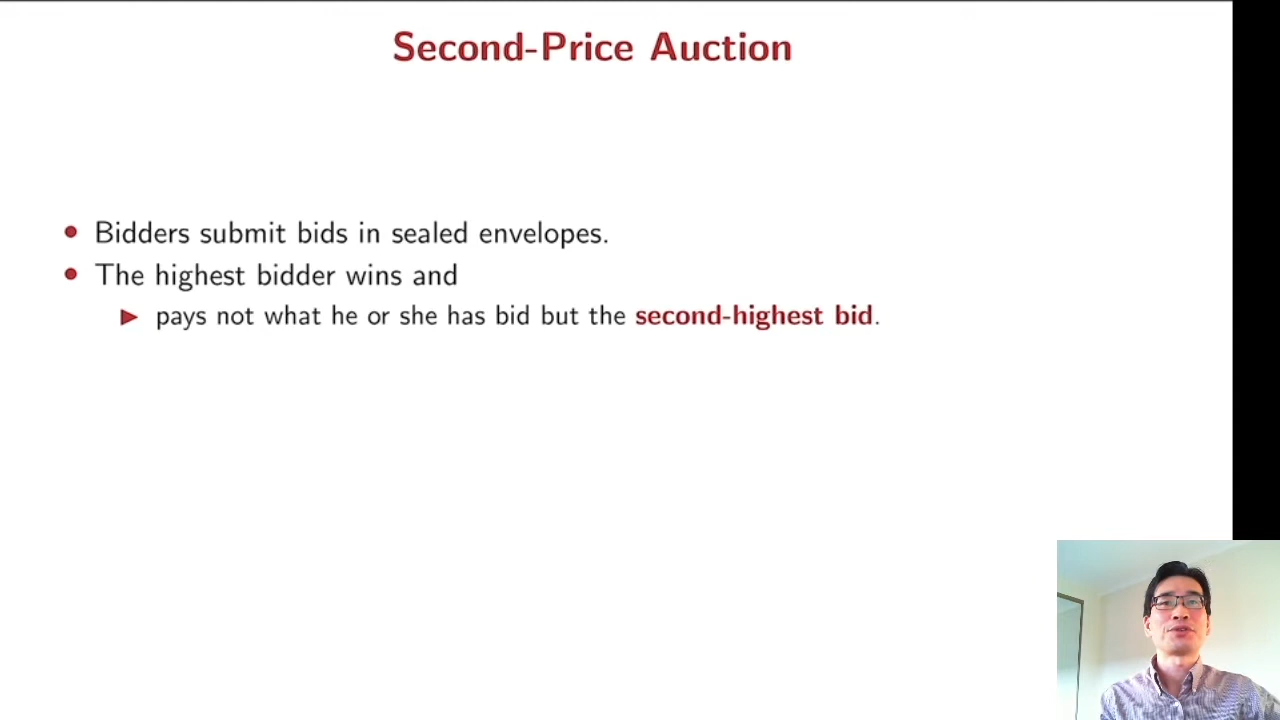 Second-Price Auction
• Bidders submit bids in sealed envelopes.
• The highest bidder wins and
▶ pays not what he or she has bid but the second-highest bid.